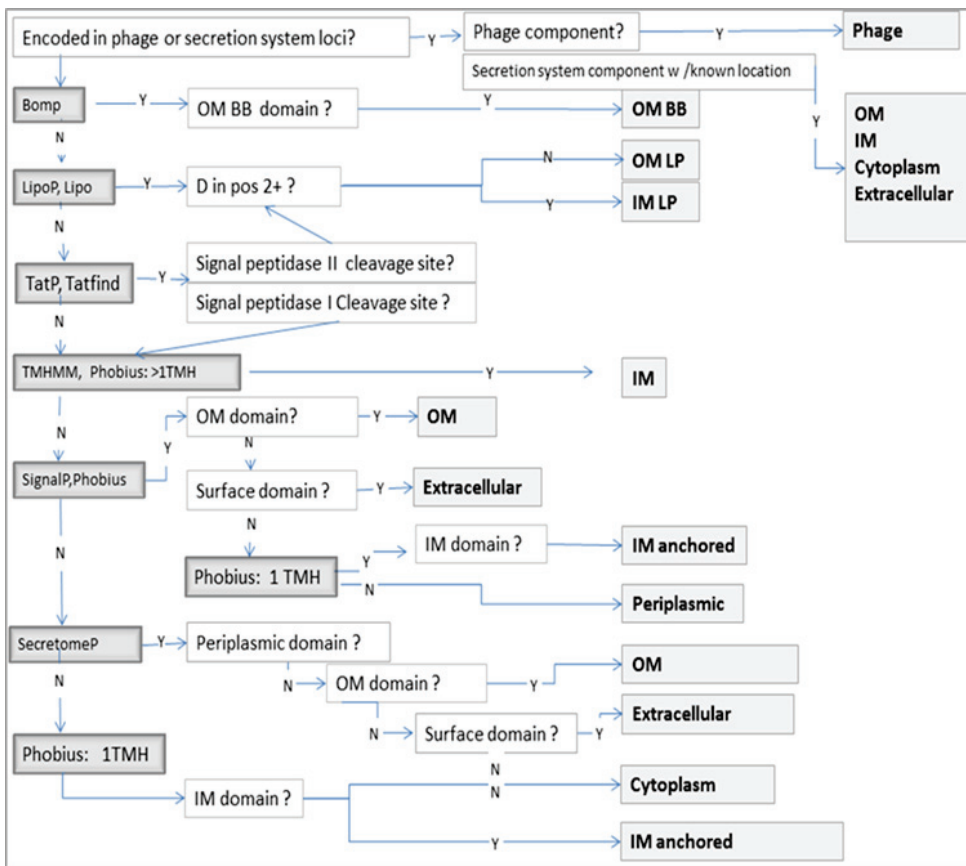 Encoded in phage or secretion system loci?
Y
Phage component?
Y
Phage
Secretion system component w /known location
Y
OM
IM
Cytoplasm
Extracellular
Bomp
Y
OM BB domain ?
Y
OM BB
N
LipoP, Lipo
Y
D in pos 2+ ?
N
OM LP
Y
IM LP
N
Signal peptidase II cleavage site?
TatP, Tatfind
Y
Signal peptidase I Cleavage site ?
N
TMHMM, Phobius: >1TMH
Y
IM
N
OM domain?
Y
OM
Y
N
SignalP,Phobius
Surface domain ?
Y
Extracellular
N
N
IM domain ?
IM anchored
Phobius: 1 TMH
Y
N
Periplasmic
SecretomeP
Y
Periplasmic domain ?
N
OM domain ?
Y
OM
N
N
Surface domain ?
Y
Extracellular
Phobius: 1TMH
N
N
Cytoplasm
IM domain ?
Y
IM anchored